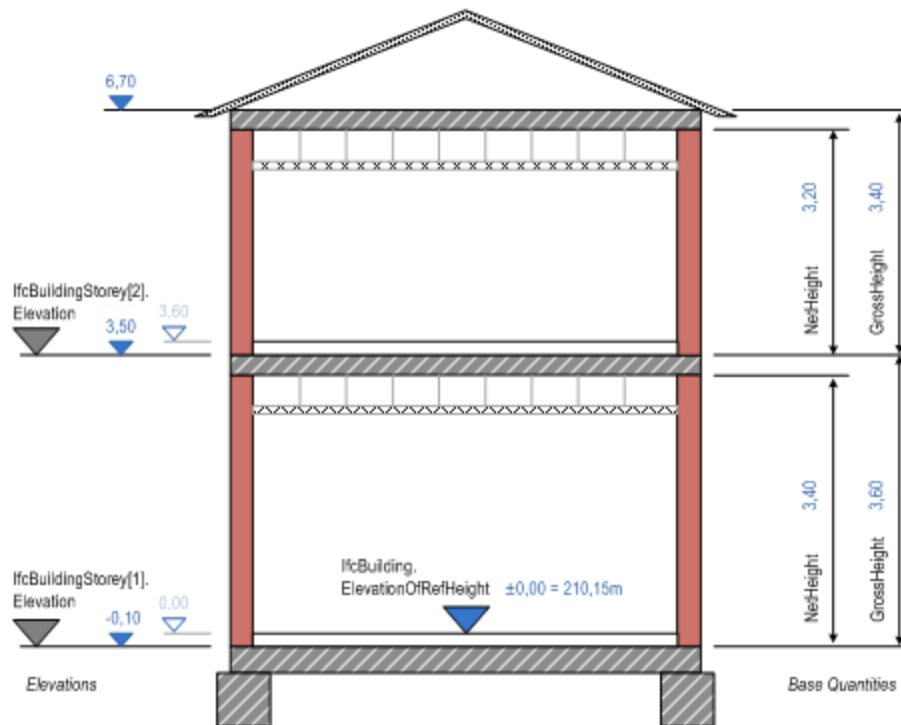 6,70
3,20
3,40
NetHeight
GrossHeight
IfcBuildingStorey[2].
Elevation
3,60
3,50
3,40
3,60
NetHeight
GrossHeight
IfcBuilding.
ElevationOfRefHeight ±0,00 = 210,15m
IfcBuildingStorey[1].
Elevation
0,00
-0,10
Elevations
Base Quantities